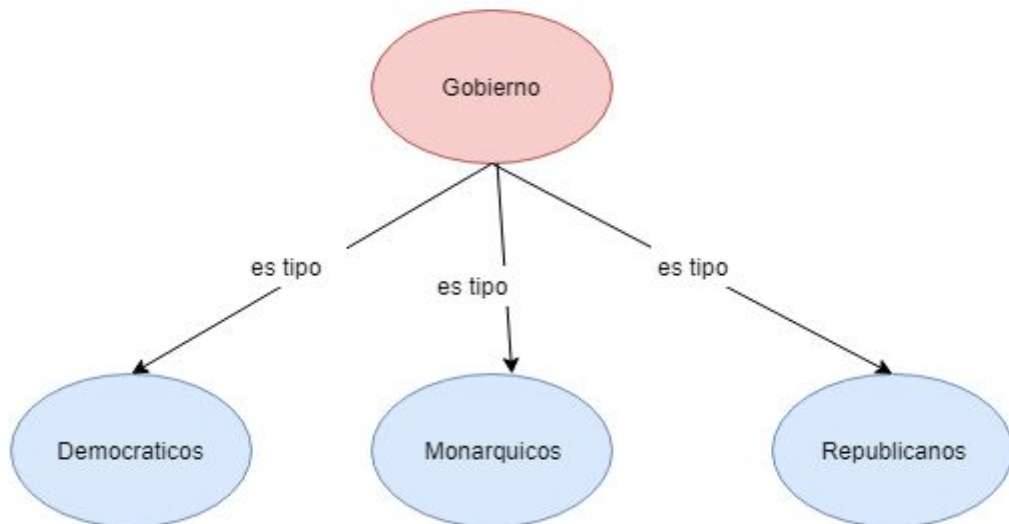 Gobierno
es tipo
es tipo
es tipo
Democraticos
Monarquicos
Republicanos